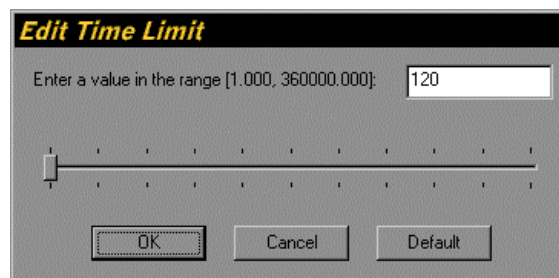 Edit Time Limit
Enter a value in the range [1.000, 360000.000]: 120
OK Cancel Default